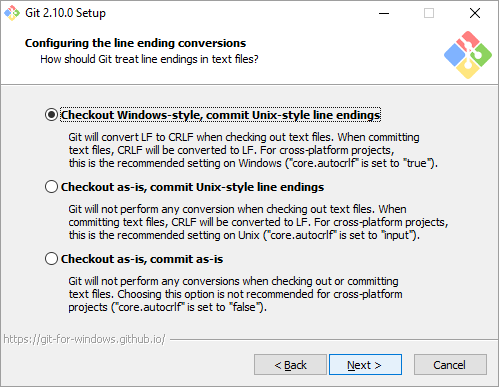 Git 2.10.0 Setup
Configuring the line ending conversions
How should Git treat line endings in text files?
Checkout Windows-style, commit Unix-style line endings
Git will convert LF to CRLF when checking out text files. When committing
text files, CRLF will be converted to LF. For cross-platform projects,
this is the recommended setting on Windows ("core.autocrlf" is set to "true").
Checkout as-is, commit Unix-style line endings
Git will not perform any conversion when checking out text files. When
committing text files, CRLF will be converted to LF. For cross-platform projects,
this is the recommended setting on Unix ("core.autocrlf" is set to "input").
Checkout as-is, commit as-is
Git will not perform any conversions when checking out or committing
text files. Choosing this option is not recommended for cross-platform
projects ("core.autocrlf" is set to "false").
https://git-for-windows.github.io/
< Back
Next >
Cancel